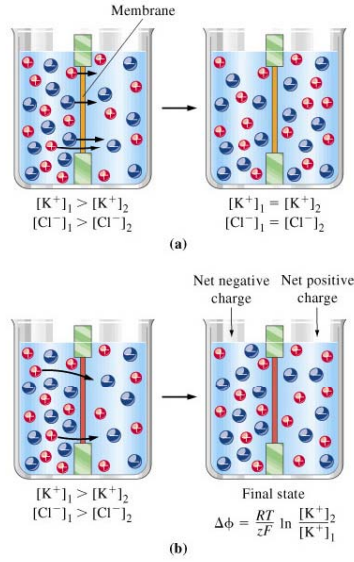 Membrane
[K⁺]₁ > [K⁺]₂
[Cl⁻]₁ > [Cl⁻]₂
[K⁺]₁ = [K⁺]₂
[Cl⁻]₁ = [Cl⁻]₂
(a)
Net negative charge
Net positive charge
[K⁺]₁ > [K⁺]₂
[Cl⁻]₁ > [Cl⁻]₂
Final state
Δϕ = RT/zF ln [K⁺]₂/[K⁺]₁
(b)